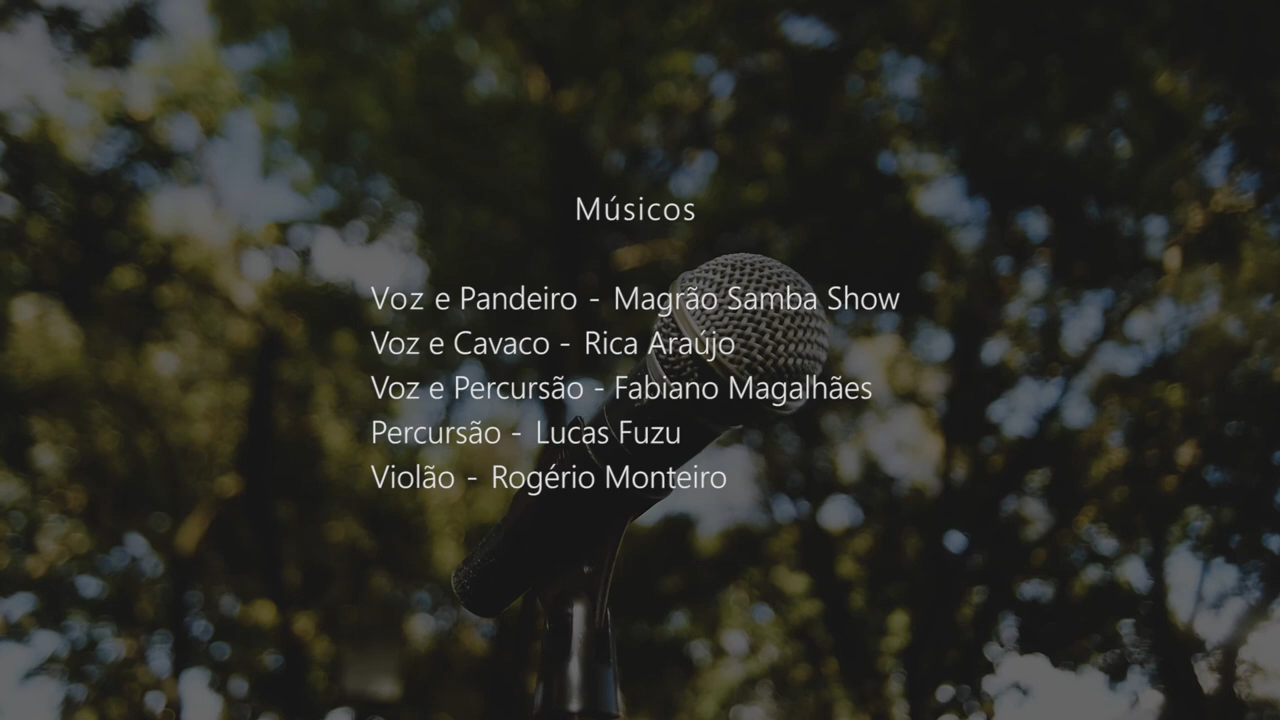 Músicos
Voz e Pandeiro - Magrão Samba Show
Voz e Cavaco - Rica Araújo
Voz e Percursão - Fabiano Magalhães
Percursão - Lucas Fuzu
Violão - Rogério Monteiro